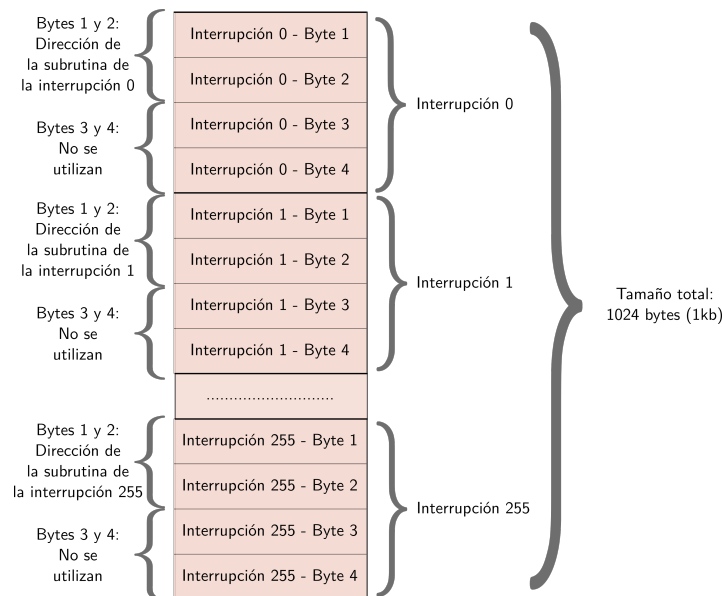 Bytes 1 y 2:
Dirección de
la subrutina de
la interrupción 0
Bytes 3 y 4:
No se
utilizan
Interrupción 0 - Byte 1
Interrupción 0 - Byte 2
Interrupción 0 - Byte 3
Interrupción 0 - Byte 4
Interrupción 0
Bytes 1 y 2:
Dirección de
la subrutina de
la interrupción 1
Bytes 3 y 4:
No se
utilizan
Interrupción 1 - Byte 1
Interrupción 1 - Byte 2
Interrupción 1 - Byte 3
Interrupción 1 - Byte 4
Interrupción 1
............................
Bytes 1 y 2:
Dirección de
la subrutina de
la interrupción 255
Bytes 3 y 4:
No se
utilizan
Interrupción 255 - Byte 1
Interrupción 255 - Byte 2
Interrupción 255 - Byte 3
Interrupción 255 - Byte 4
Interrupción 255
Tamaño total:
1024 bytes (1kb)